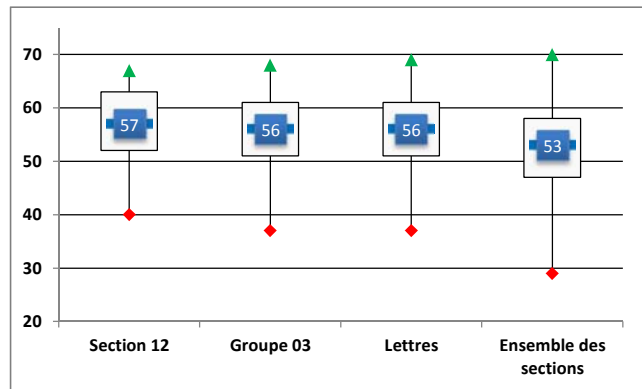 70
60
50
40
30
20
57
56
56
53
Section 12
Groupe 03
Lettres
Ensemble des
sections